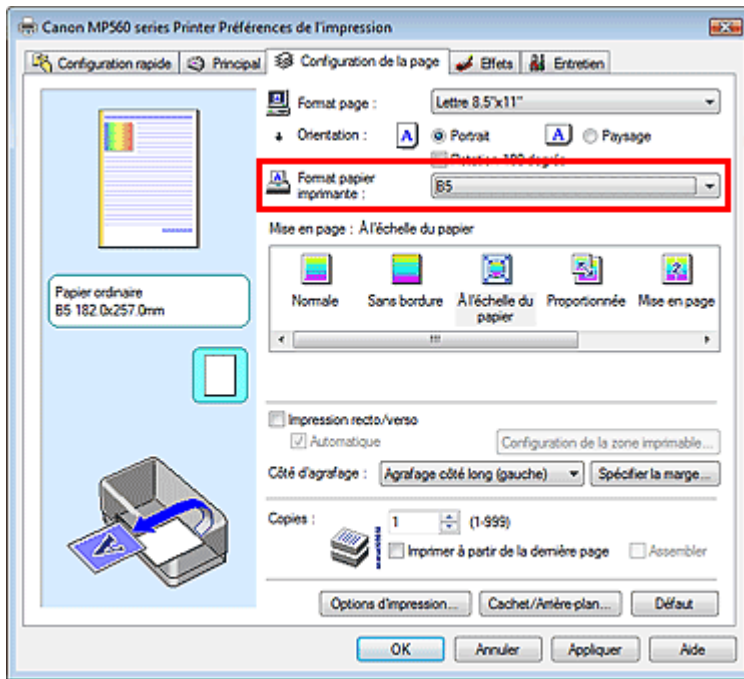 Canon MP560 series Printer Préférences de l'impression
Configuration rapide
Principal
Configuration de la page
Effets
Entretien
Format page :
Lettre 8.5"x11"
Orientation :
A
Portrait
A
Paysage
Rotation 180 degrés
Format papier
imprimante :
B5
Mise en page : À l'échelle du papier
Normale
Sans bordure
À l'échelle du
papier
Proportionnée
Mise en page
Papier ordinaire
B5 182.0x257.0mm
Impression recto/verso
Automatique
Configuration de la zone imprimable...
Côté d'agrafage :
Agrafage côté long (gauche)
Spécifier la marge...
Copies :
1
(1-999)
Imprimer à partir de la dernière page
Assembler
Options d'impression...
Cachet/Arrière-plan...
Défaut
OK
Annuler
Appliquer
Aide